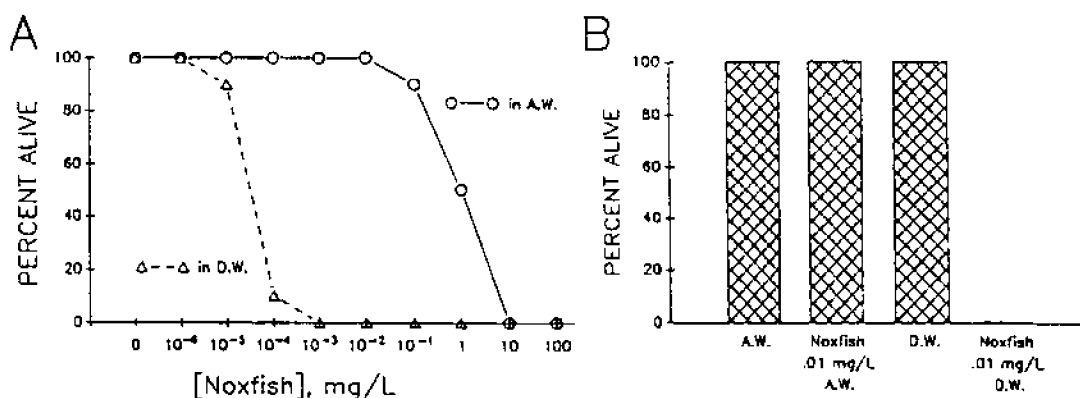 A
PERCENT ALIVE
100
80
60
40
20
0
in A.W.
in D.W.
0 10⁻⁶ 10⁻⁵ 10⁻⁴ 10⁻³ 10⁻² 10⁻¹ 1 10 100
[Noxfish], mg/L
B
PERCENT ALIVE
100
80
60
40
20
0
A.W.
Noxfish
.01 mg/L
A.W.
D.W.
Noxfish
.01 mg/L
D.W.